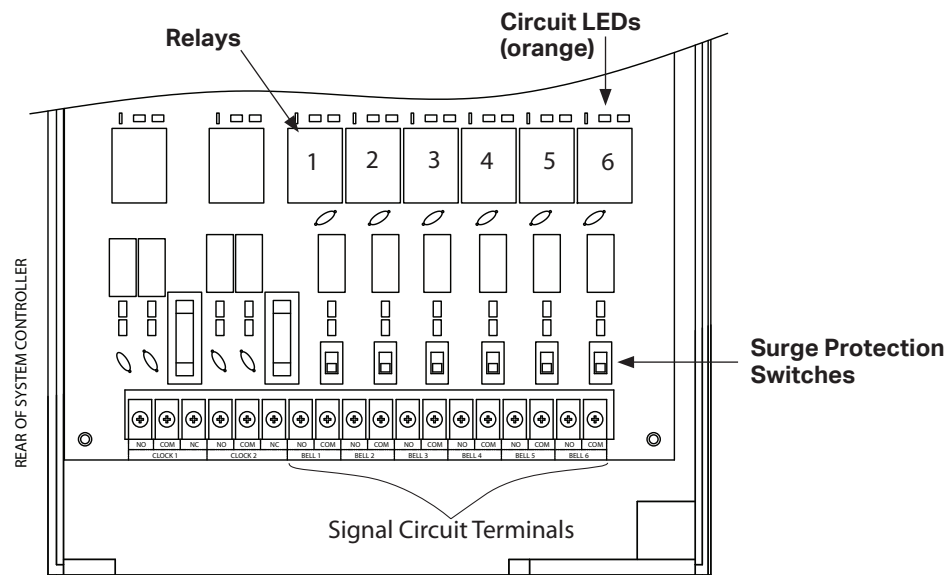 Relays
Circuit LEDs
(orange)
1 2 3 4 5 6
REAR OF SYSTEM CONTROLLER
Surge Protection
Switches
NO COM NC NO COM NC NO COM NO COM NO COM NO COM NO COM NO COM
CLOCK 1 CLOCK 2 BELL 1 BELL 2 BELL 3 BELL 4 BELL 5 BELL 6
Signal Circuit Terminals